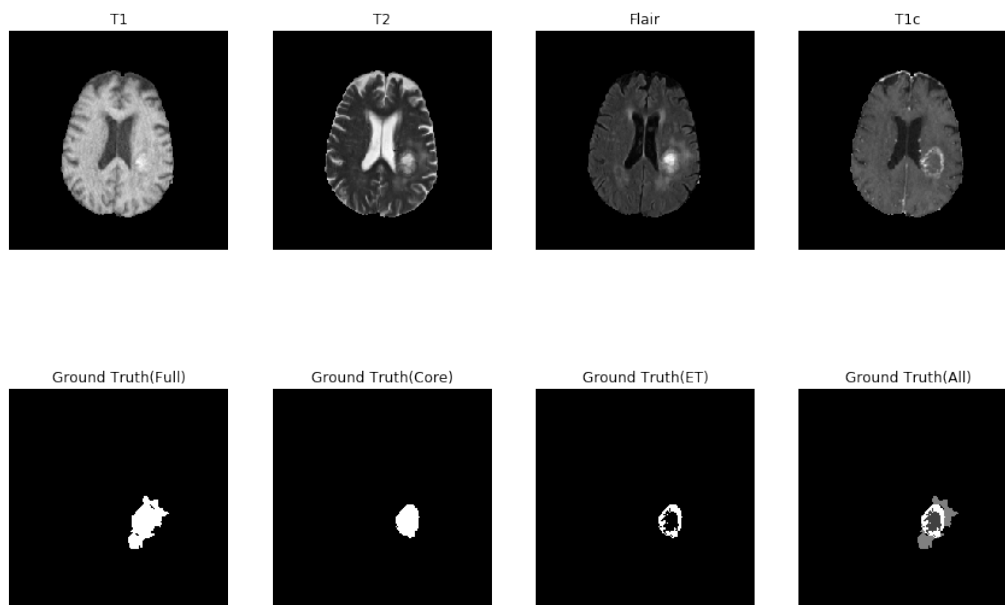 T1
T2
Flair
T1c
Ground Truth(Full)
Ground Truth(Core)
Ground Truth(ET)
Ground Truth(All)